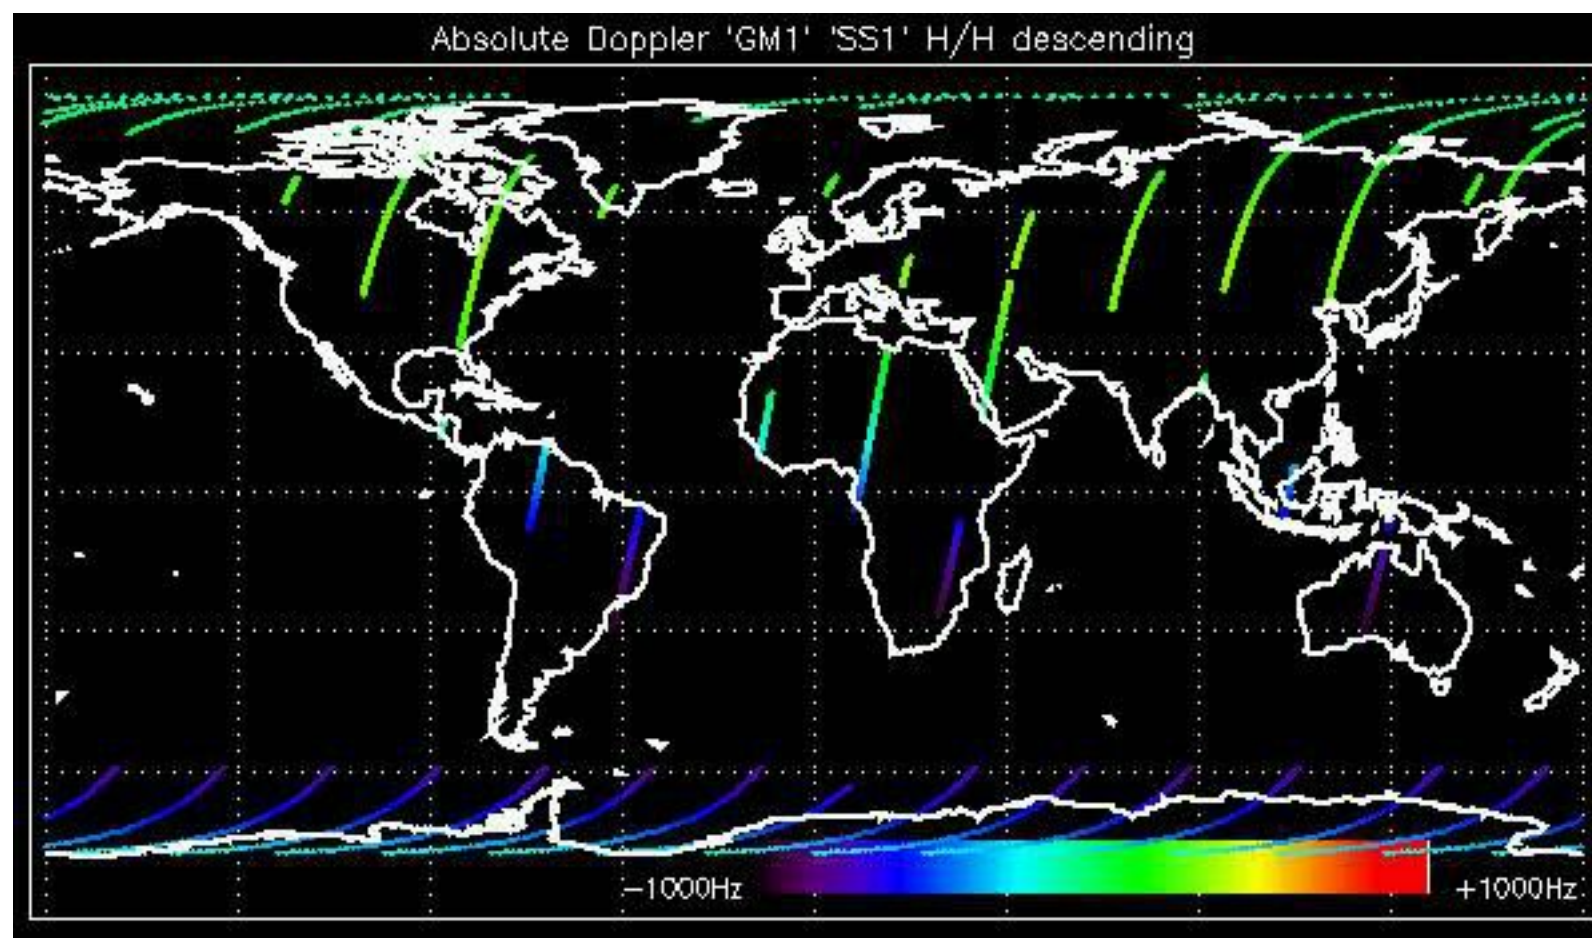 Absolute Doppler 'GM1' 'SS1' H/H descending
−1000Hz
+1000Hz